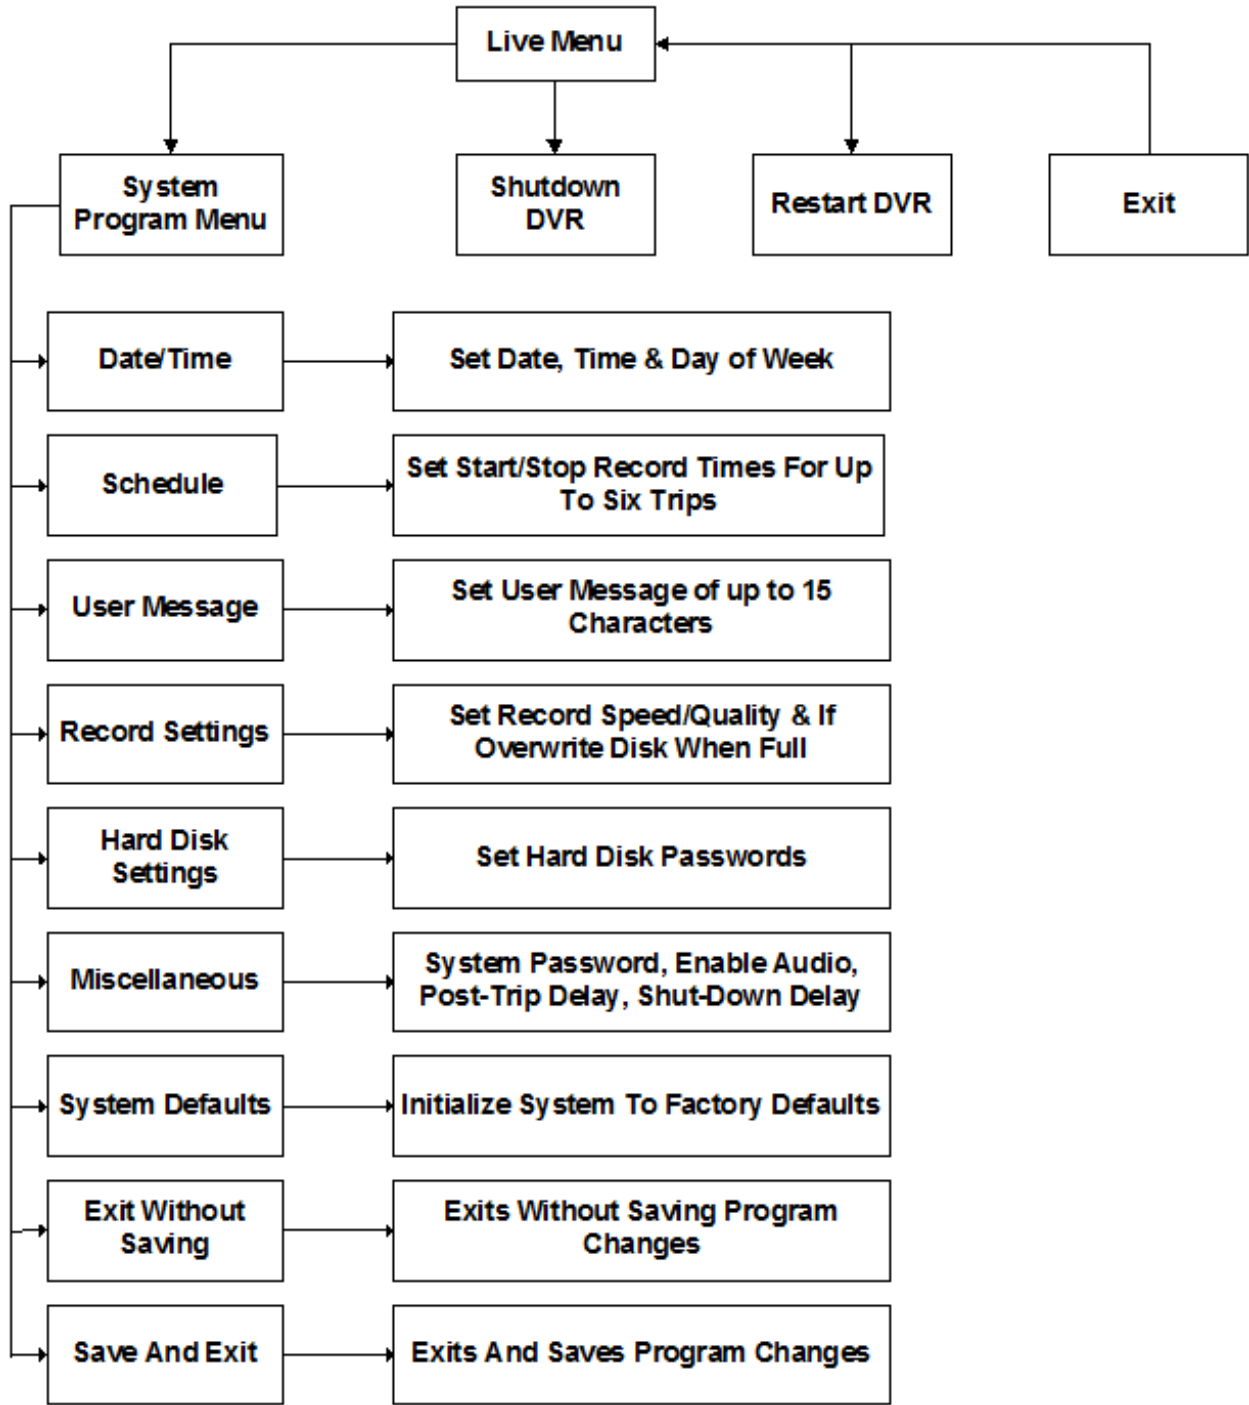 Live Menu
System
Program Menu
Shutdown
DVR
Restart DVR
Exit
Date/Time
Set Date, Time & Day of Week
Schedule
Set Start/Stop Record Times For Up
To Six Trips
User Message
Set User Message of up to 15
Characters
Record Settings
Set Record Speed/Quality & If
Overwrite Disk When Full
Hard Disk
Settings
Set Hard Disk Passwords
Miscellaneous
System Password, Enable Audio,
Post-Trip Delay, Shut-Down Delay
System Defaults
Initialize System To Factory Defaults
Exit Without
Saving
Exits Without Saving Program
Changes
Save And Exit
Exits And Saves Program Changes